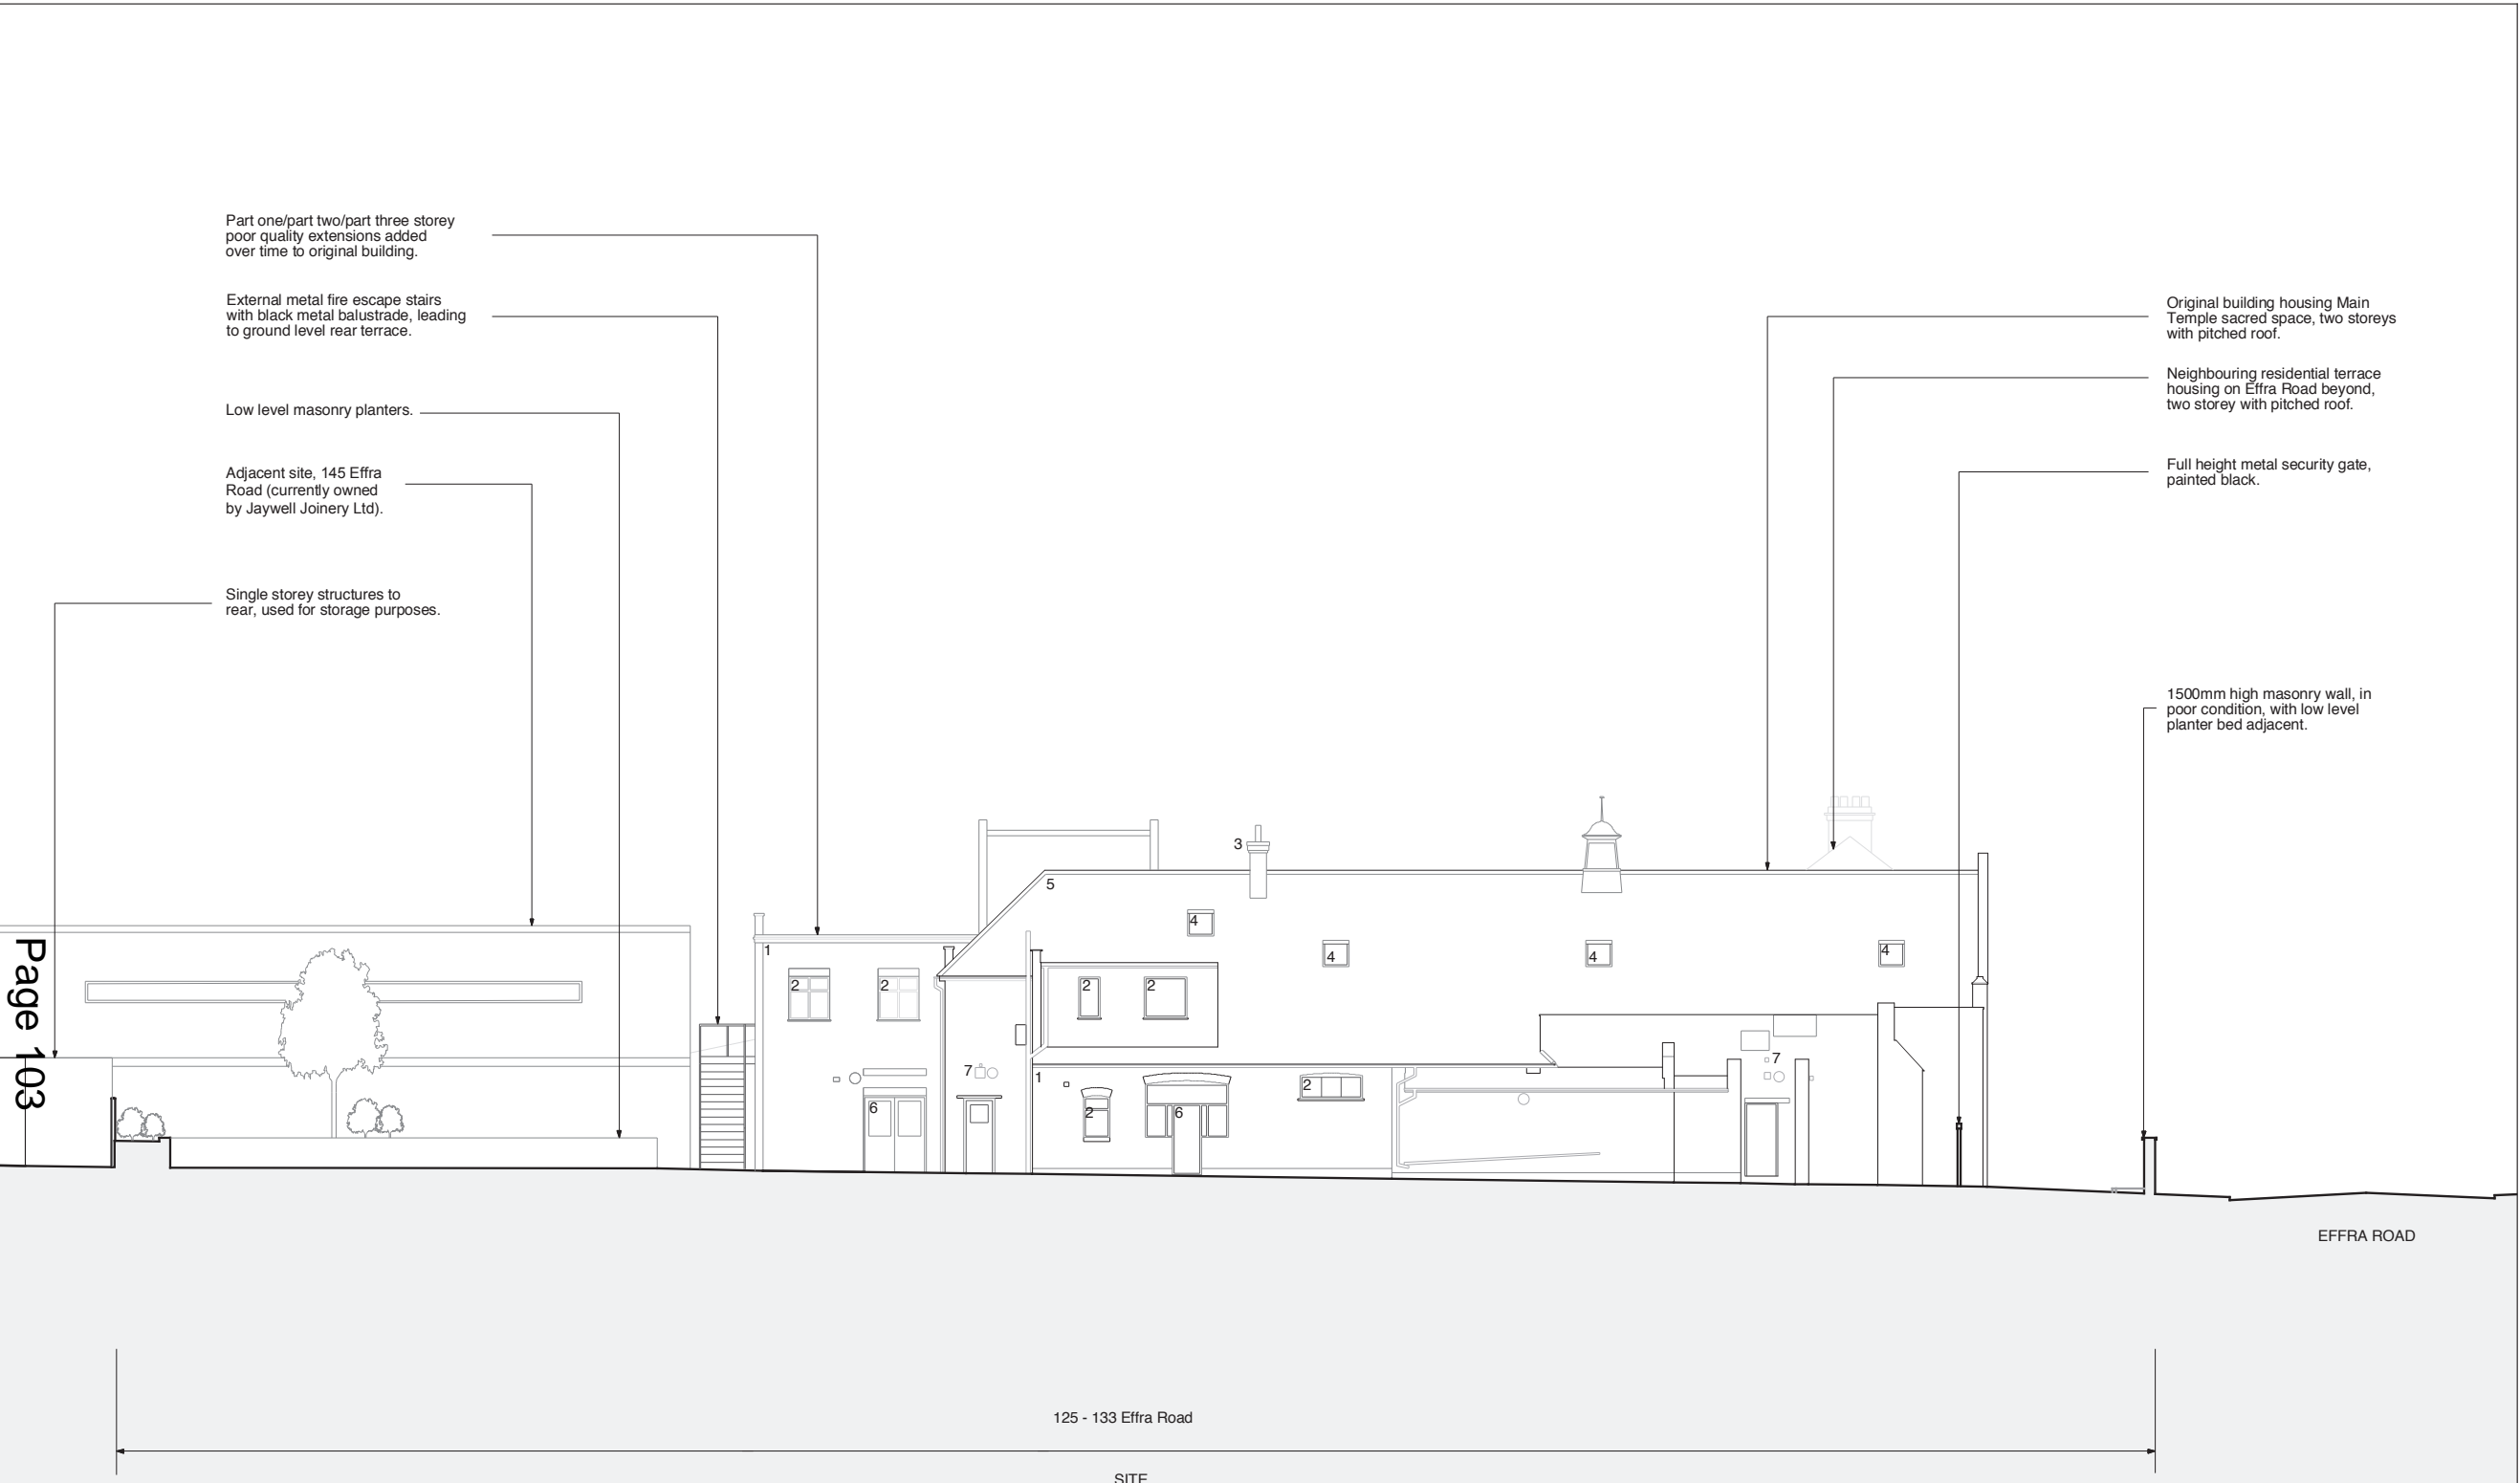 Part one/part two/part three storey
poor quality extensions added
over time to original building.
External metal fire escape stairs
with black metal balustrade, leading
to ground level rear terrace.
Low level masonry planters.
Adjacent site, 145 Effra
Road (currently owned
by Jaywell Joinery Ltd).
Single storey structures to
rear, used for storage purposes.
Original building housing Main
Temple sacred space, two storeys
with pitched roof.
Neighbouring residential terrace
housing on Effra Road beyond,
two storey with pitched roof.
Full height metal security gate,
painted black.
1500mm high masonry wall, in
poor condition, with low level
planter bed adjacent.
Page 103
3
5
4
4
4
4
1
2
2
2
2
7
7
1
2
2
6
6
EFFRA ROAD
125 - 133 Effra Road
SITE